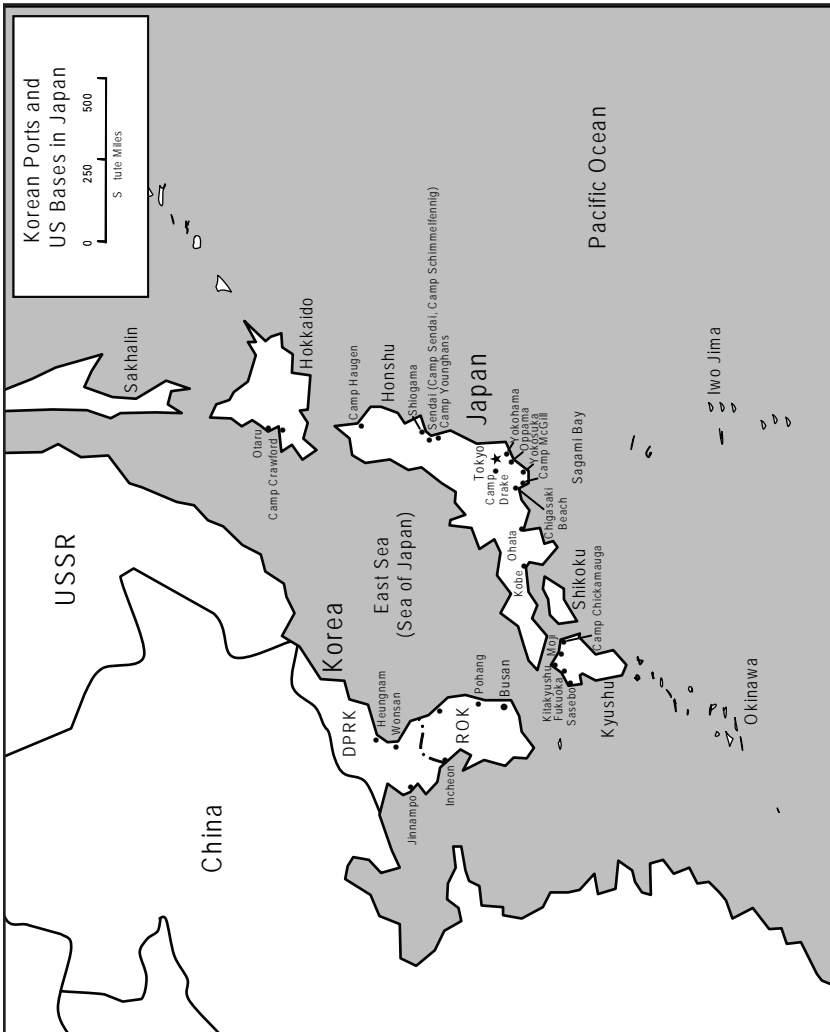 Korean Ports and
US Bases in Japan
0 250 500
S tute Miles
USSR
Sakhalin
China
Otaru
Camp Crawford
Hokkaido
Korea
DPRK
Heungnam
Wonsan
Jinnampo
Incheon
ROK
Pohang
Busan
East Sea
(Sea of Japan)
Camp Haugen
Honshu
Shiogama
Sendai (Camp Sendai, Camp Schimmelfennig)
Camp Younghans
Japan
Tokyo
Camp
Drake
Yokohama
Oppama
Yokosuka
Camp McGill
Sagami Bay
Chigasaki
Beach
Ohata
Kobe
Shikoku
Moji
Camp Chickamauga
Kitakyushu
Fukuoka
Sasebo
Kyushu
Okinawa
Iwo Jima
Pacific Ocean